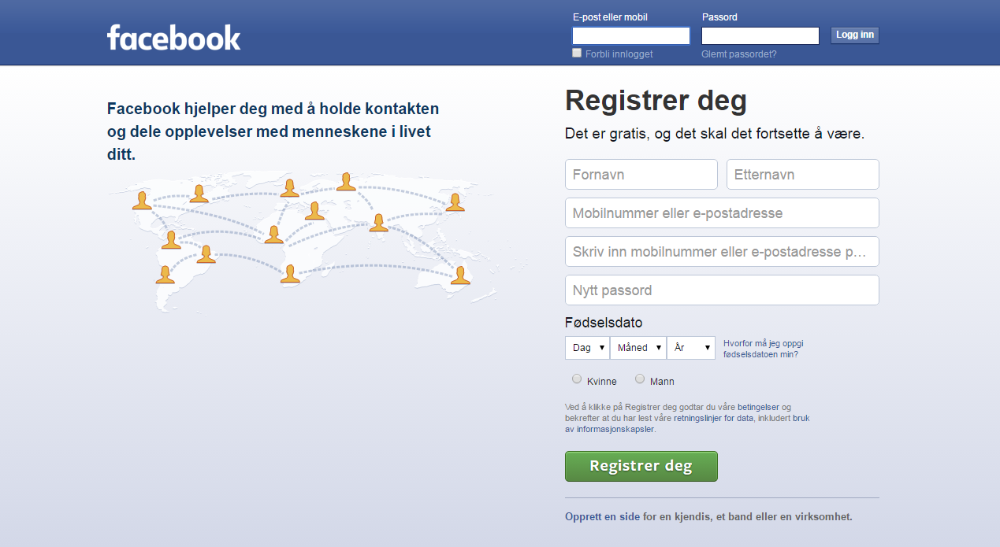 facebook
E-post eller mobil
Passord
Logg inn
Forbli innlogget
Glemt passordet?
Facebook hjelper deg med å holde kontakten
og dele opplevelser med menneskene i livet
ditt.
Registrer deg
Det er gratis, og det skal det fortsette å være.
Fornavn
Etternavn
Mobilnummer eller e-postadresse
Skriv inn mobilnummer eller e-postadresse p...
Nytt passord
Fødselsdato
Dag
Måned
År
Hvorfor må jeg oppgi
fødselsdatoen min?
Kvinne
Mann
Ved å klikke på Registrer deg godtar du våre betingelser og
bekrefter at du har lest våre retningslinjer for data, inkludert bruk
av informasjonskapsler.
Registrer deg
Opprett en side for en kjendis, et band eller en virksomhet.